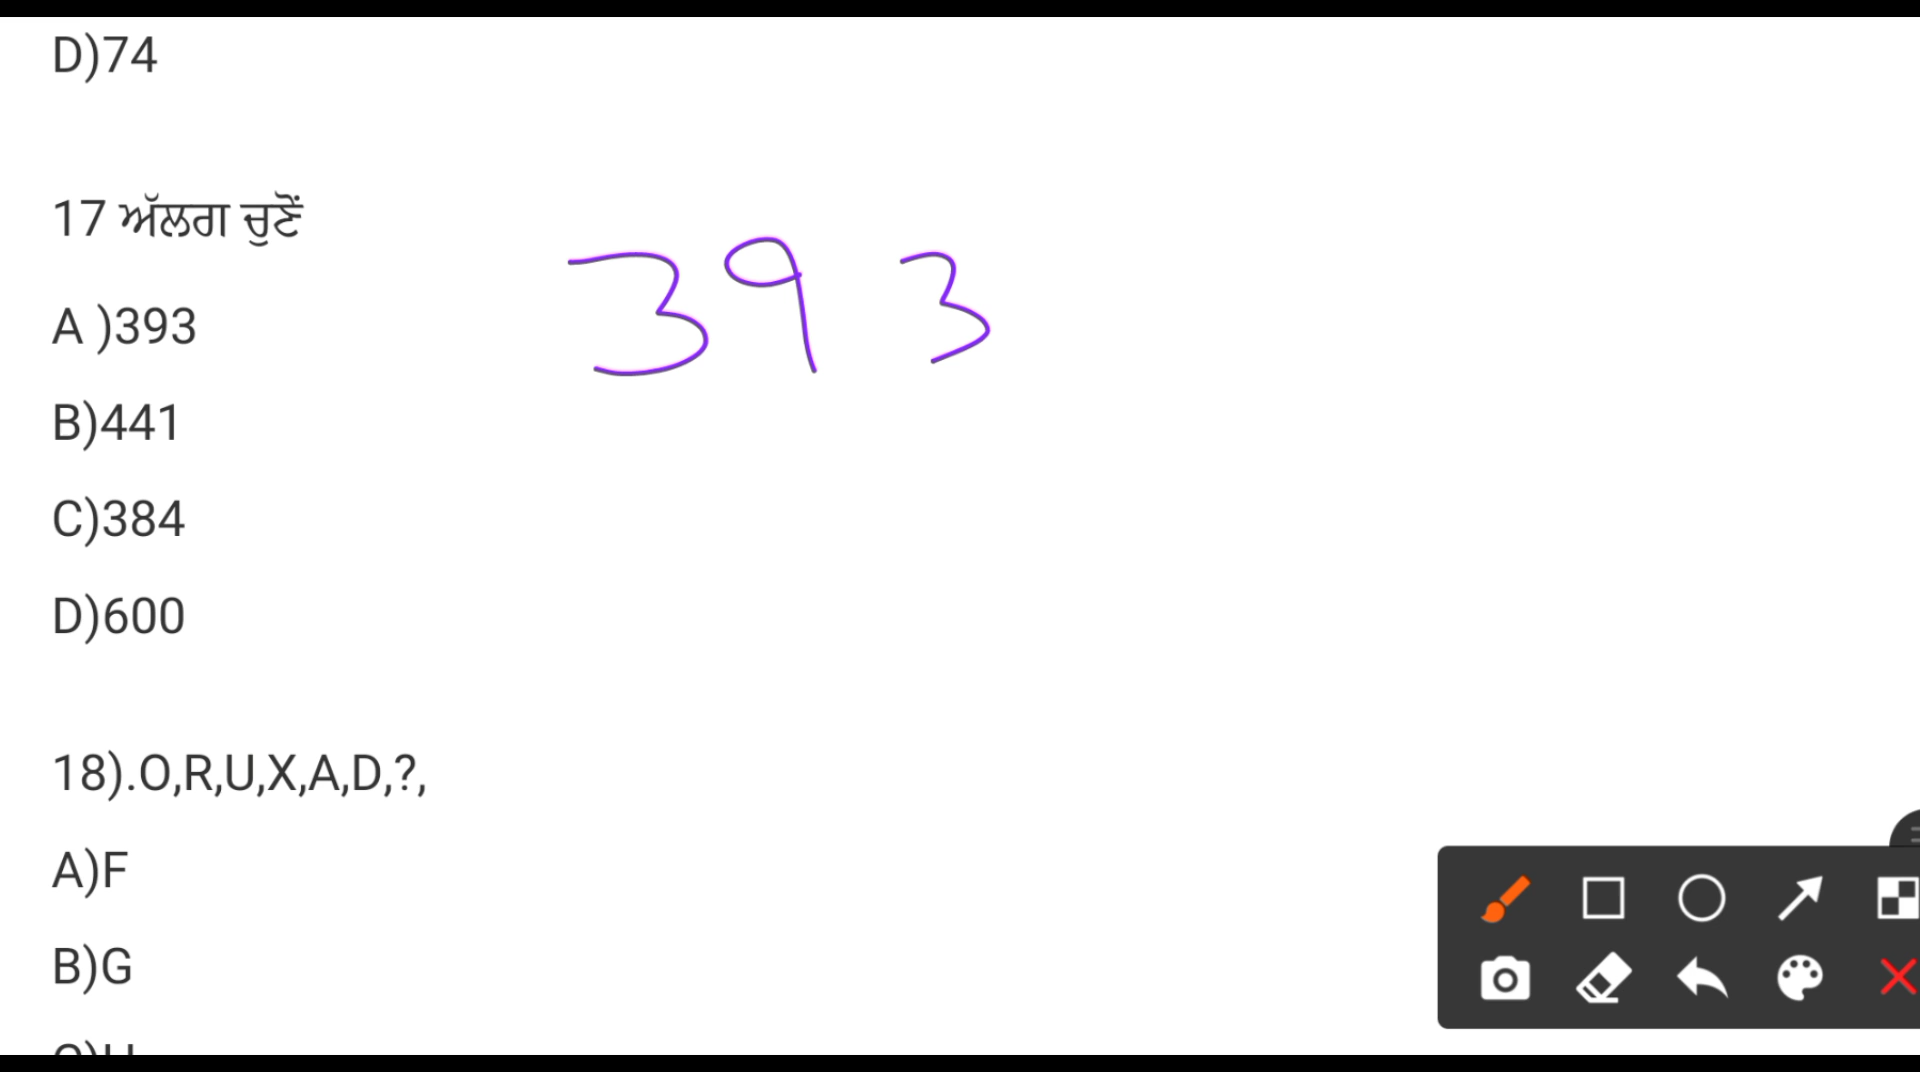 D)74
17 ਅੱਲਗ ਚੁਣੋਂ
393
A )393
B)441
C)384
D)600
18).O,R,U,X,A,D,?,
A)F
B)G